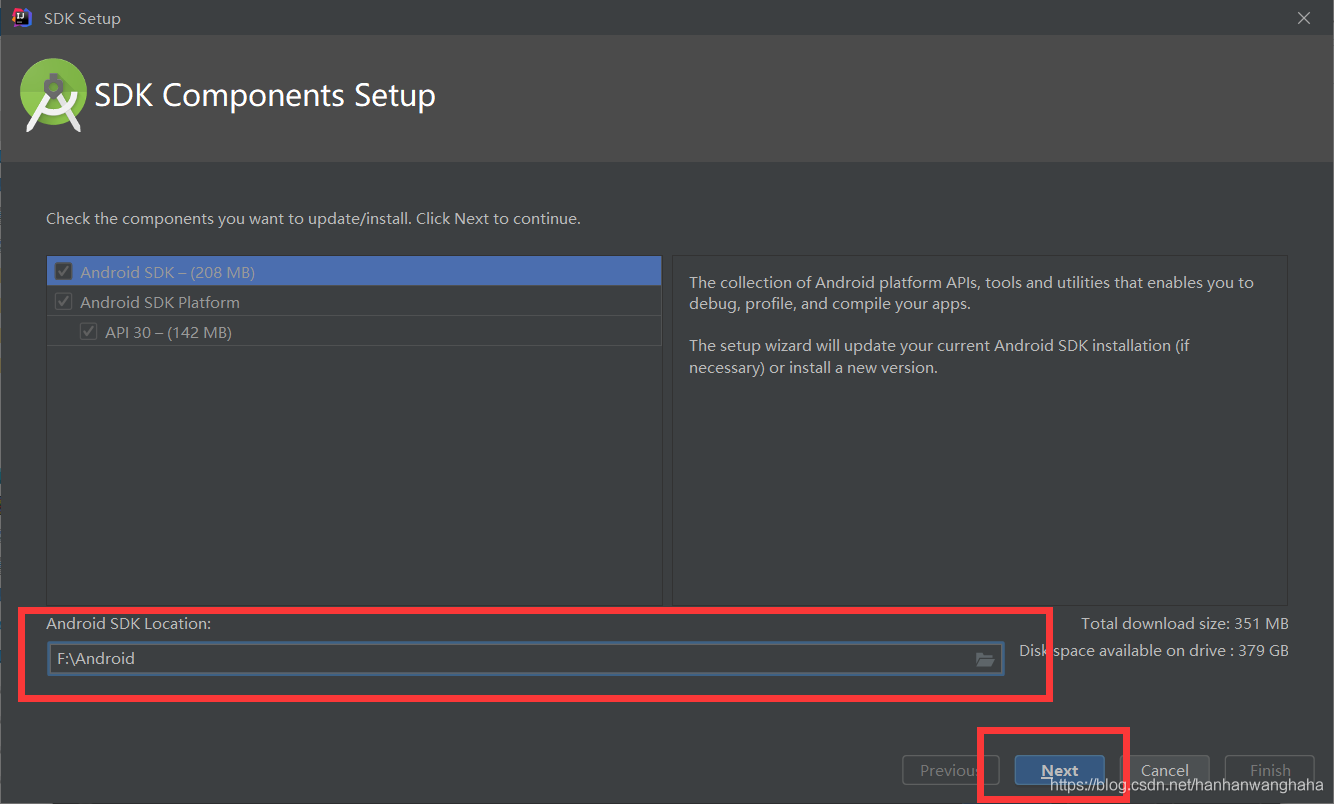 SDK Setup
SDK Components Setup
Check the components you want to update/install. Click Next to continue.
Android SDK – (208 MB)
Android SDK Platform
API 30 – (142 MB)
The collection of Android platform APIs, tools and utilities that enables you to
debug, profile, and compile your apps.
The setup wizard will update your current Android SDK installation (if
necessary) or install a new version.
Android SDK Location:
F:\Android
Total download size: 351 MB
Disk space available on drive : 379 GB
Previous
Next
Cancel
Finish
https://blog.csdn.net/hanhanwanghaha